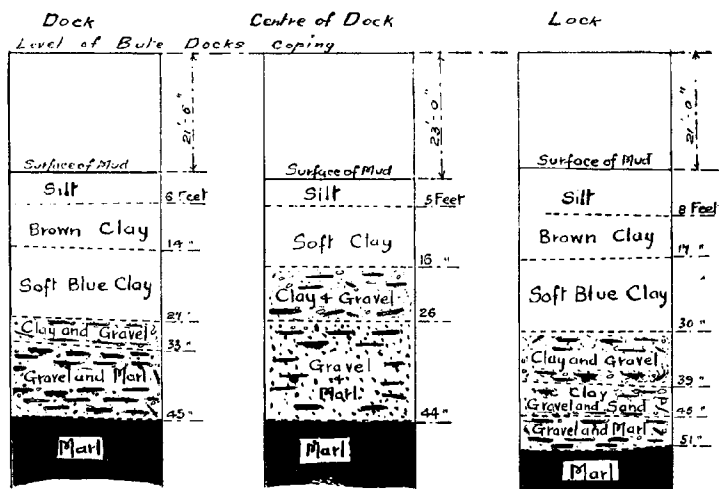 Dock
Level of Bute Docks Coping
21'.6"
Surface of Mud
Silt
6 Feet
Brown Clay
14"
Soft Blue Clay
Clay and Gravel
33"
Gravel and Marl
45"
Marl
Centre of Dock
23'.0"
Surface of Mud
Silt
5 Feet
Soft Clay
16 "
Clay + Gravel
26
Gravel
+
Marl
44"
Marl
Lock
21'.0"
Surface of Mud
Silt
8 Feet
Brown Clay
Soft Blue Clay
30"
Clay and Gravel
39"
Clay
Gravel and Sand
Gravel and Marl
51"
Marl